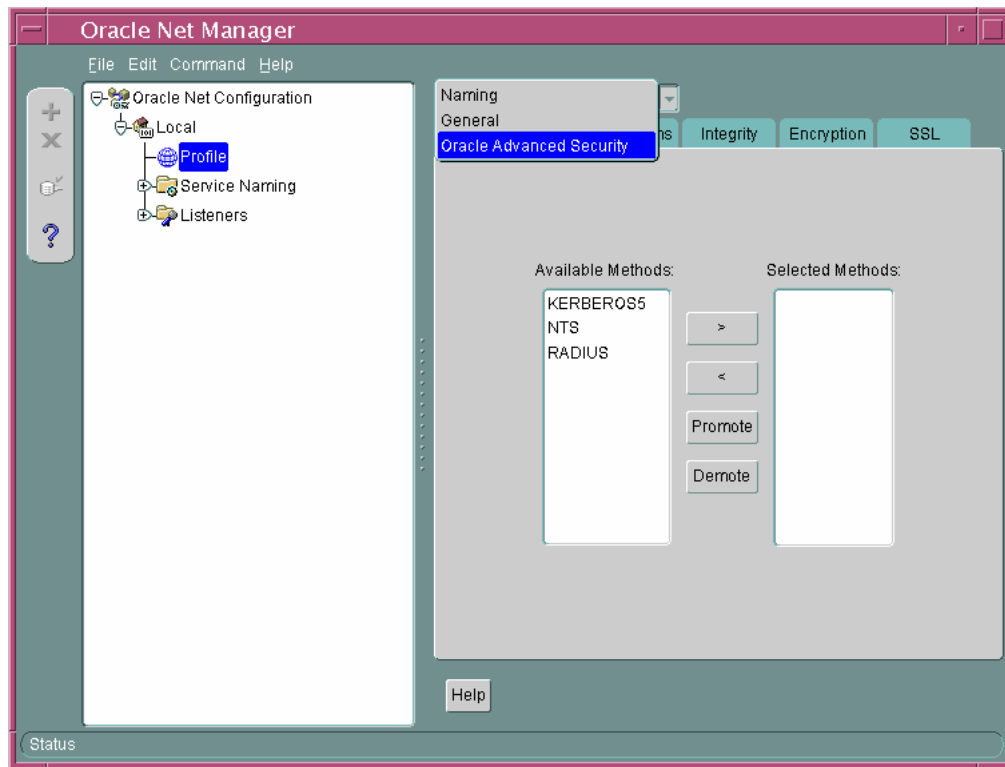 Oracle Net Manager
File Edit Command Help
Oracle Net Configuration
Local
Profile
Service Naming
Listeners
Naming
General
Oracle Advanced Security
Integrity
Encryption
SSL
Available Methods:
Selected Methods:
KERBEROS5
NTS
RADIUS
>
<
Promote
Demote
Help
Status